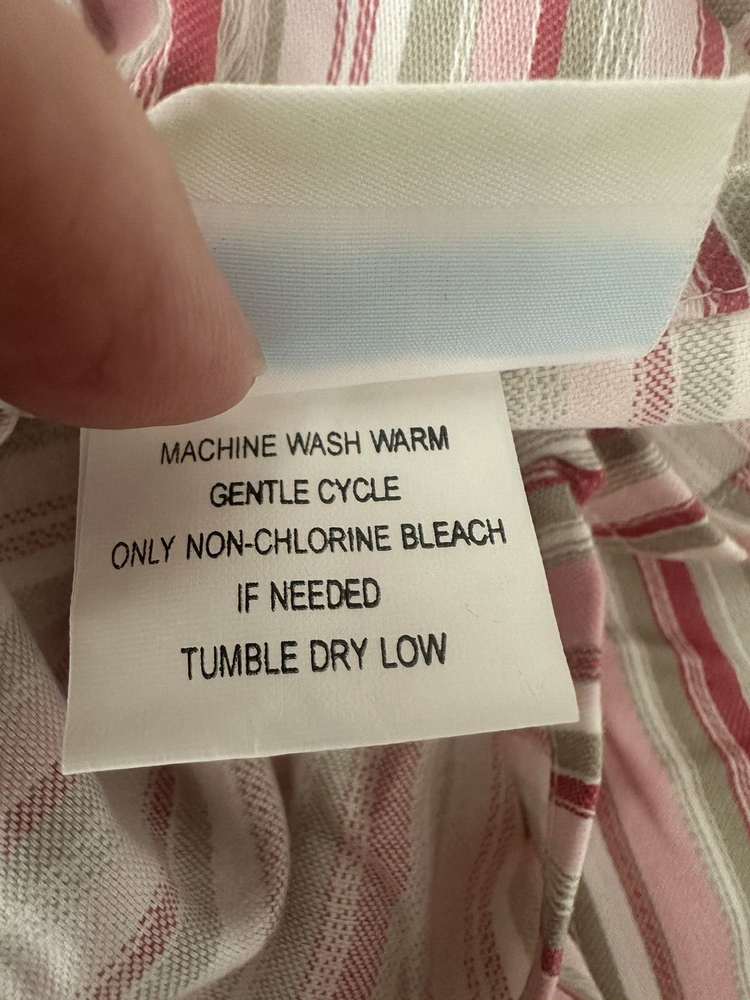 MACHINE WASH WARM
GENTLE CYCLE
ONLY NON-CHLORINE BLEACH
IF NEEDED
TUMBLE DRY LOW